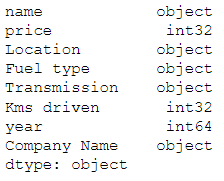 name object
price int32
Location object
Fuel type object
Transmission object
Kms driven int32
year int64
Company Name object
dtype: object